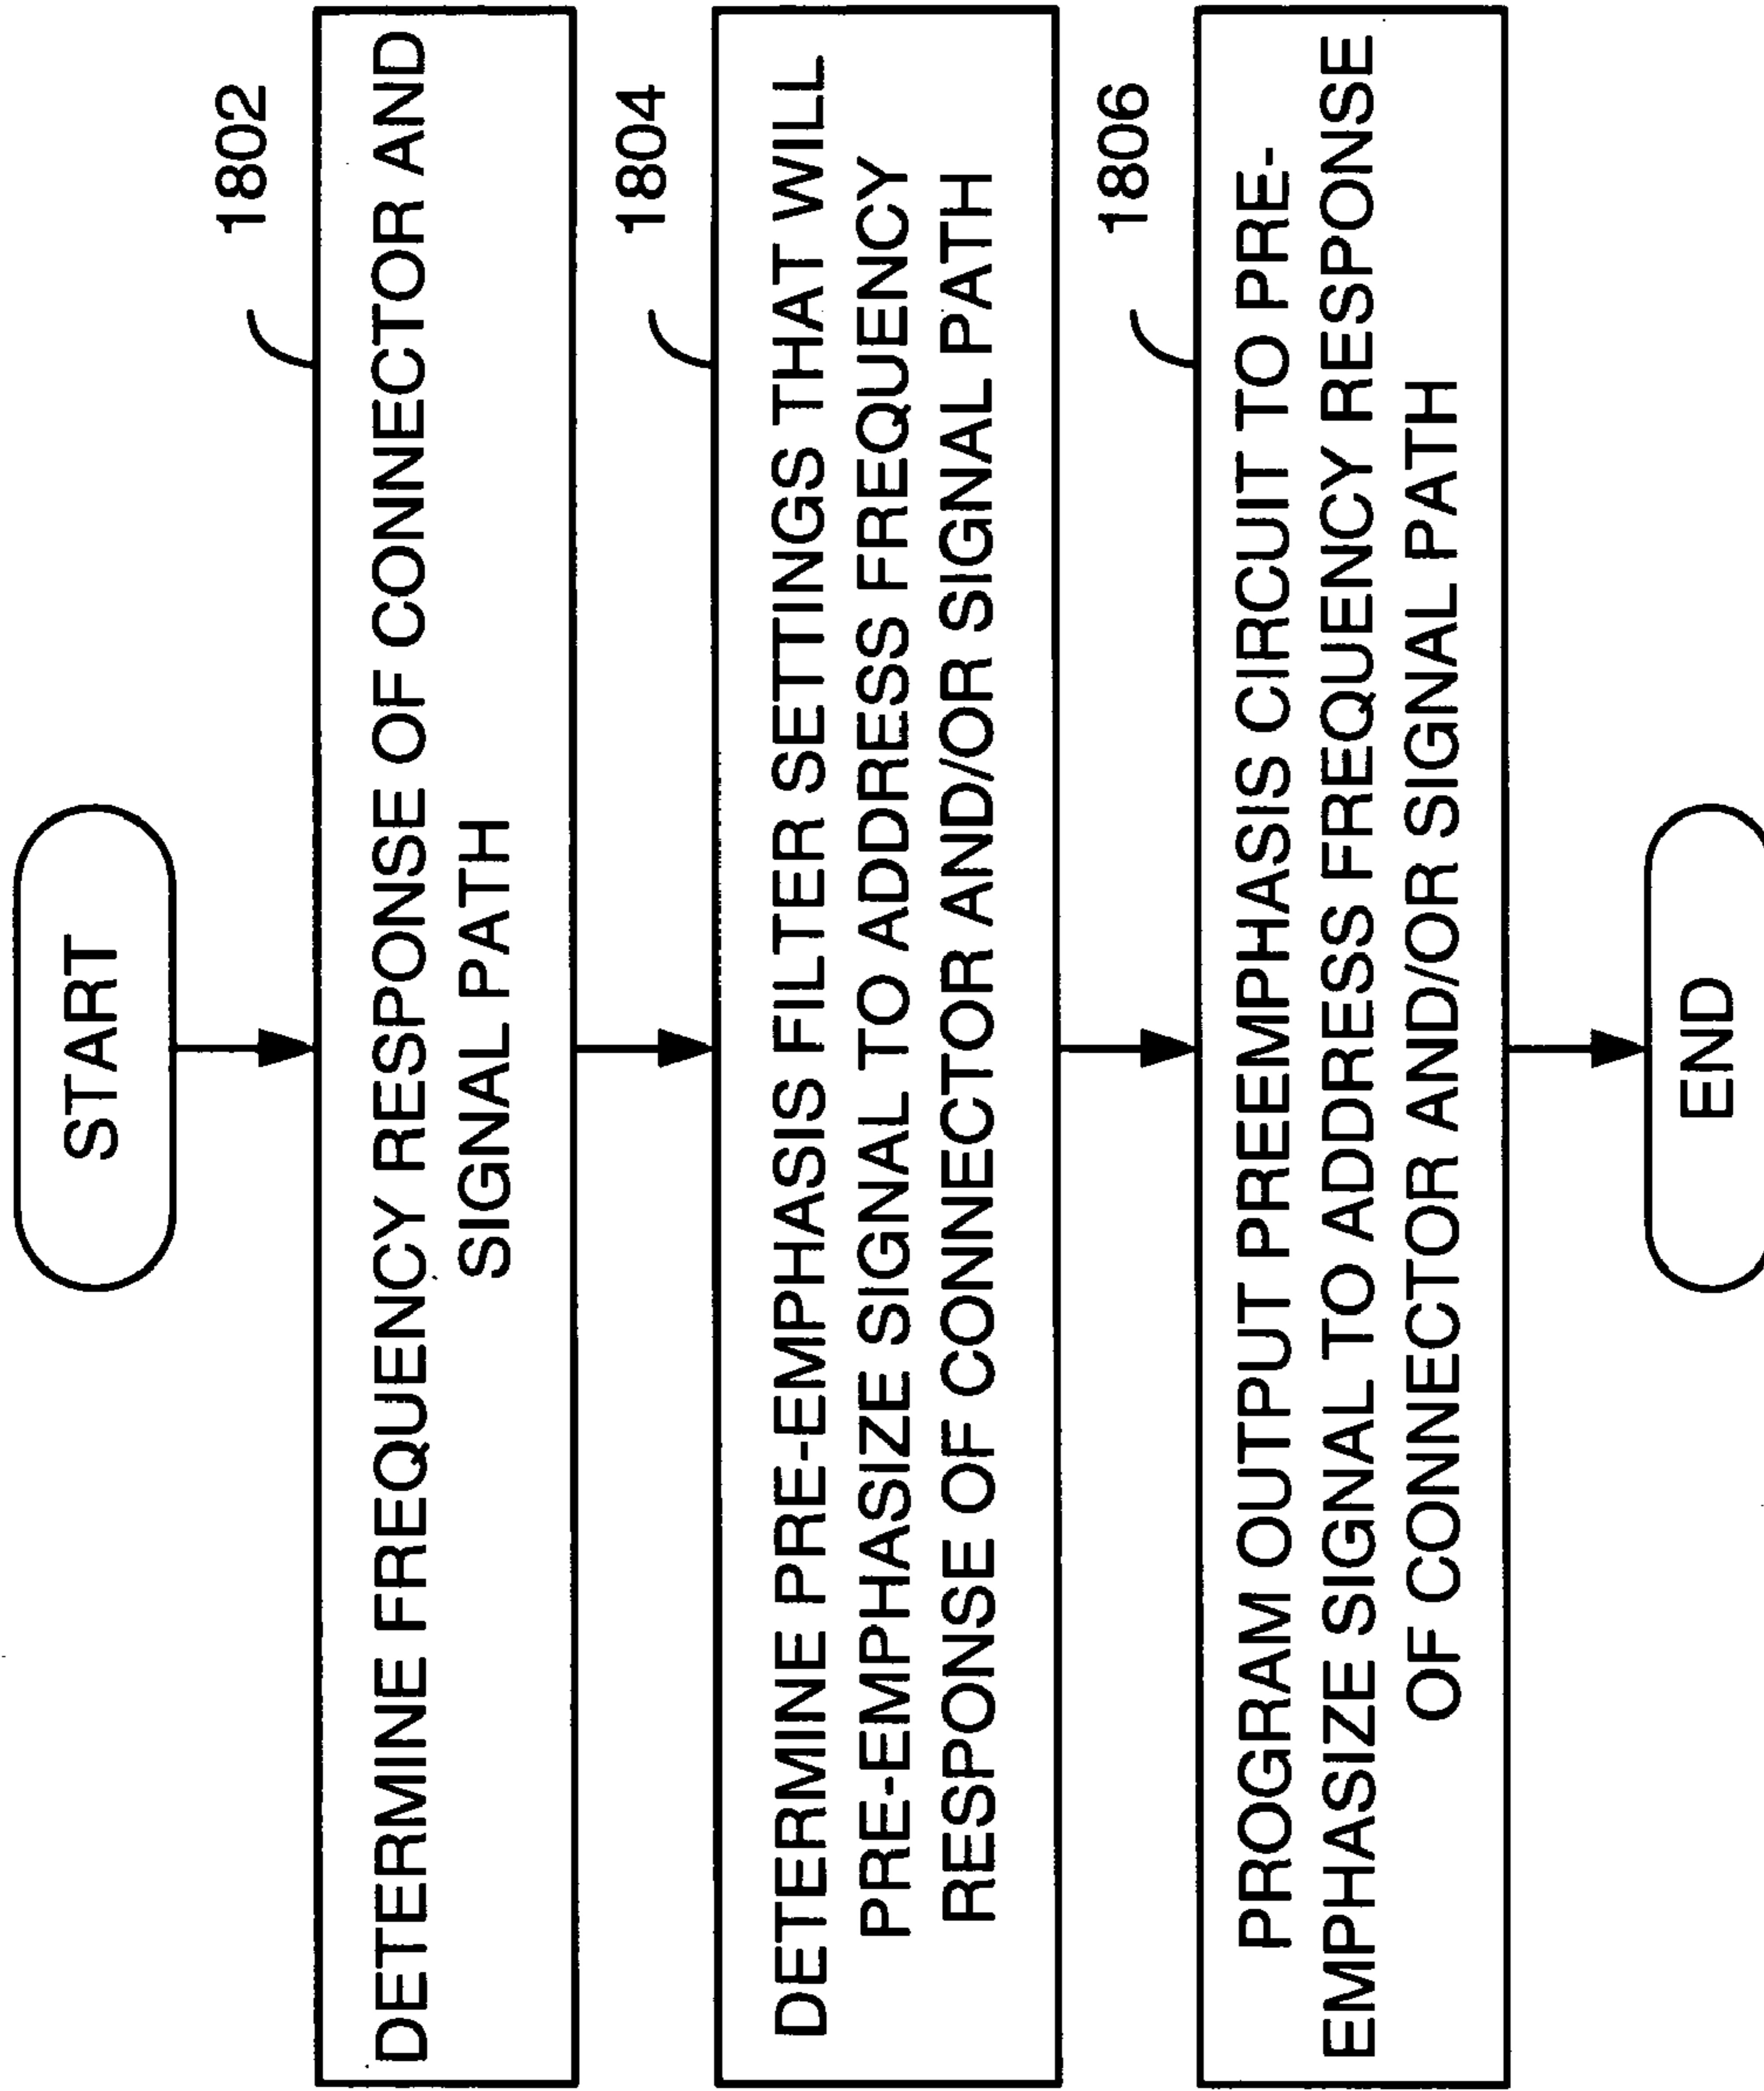 START
1802
DETERMINE FREQUENCY RESPONSE OF CONNECTOR AND
SIGNAL PATH
1804
DETERMINE PRE-EMPHASIS FILTER SETTINGS THAT WILL
PRE-EMPHASIZE SIGNAL TO ADDRESS FREQUENCY
RESPONSE OF CONNECTOR AND/OR SIGNAL PATH
1806
PROGRAM OUTPUT PREEMPHASIS CIRCUIT TO PRE-
EMPHASIZE SIGNAL TO ADDRESS FREQUENCY RESPONSE
OF CONNECTOR AND/OR SIGNAL PATH
END